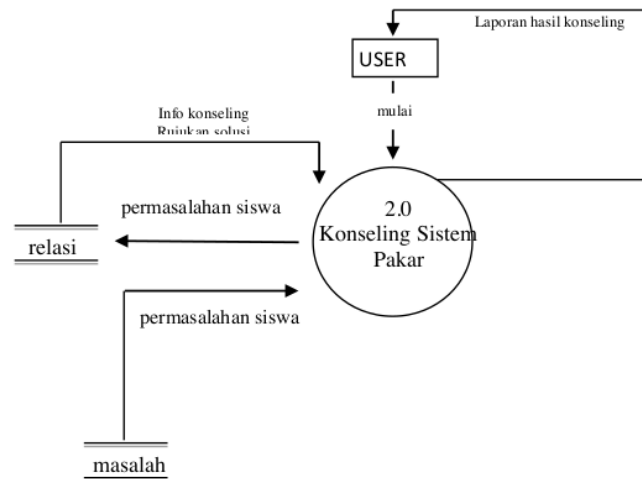 Laporan hasil konseling
USER
mulai
Info konseling
Rujukan solusi
permasalahan siswa
2.0
Konseling Sistem
Pakar
relasi
permasalahan siswa
masalah